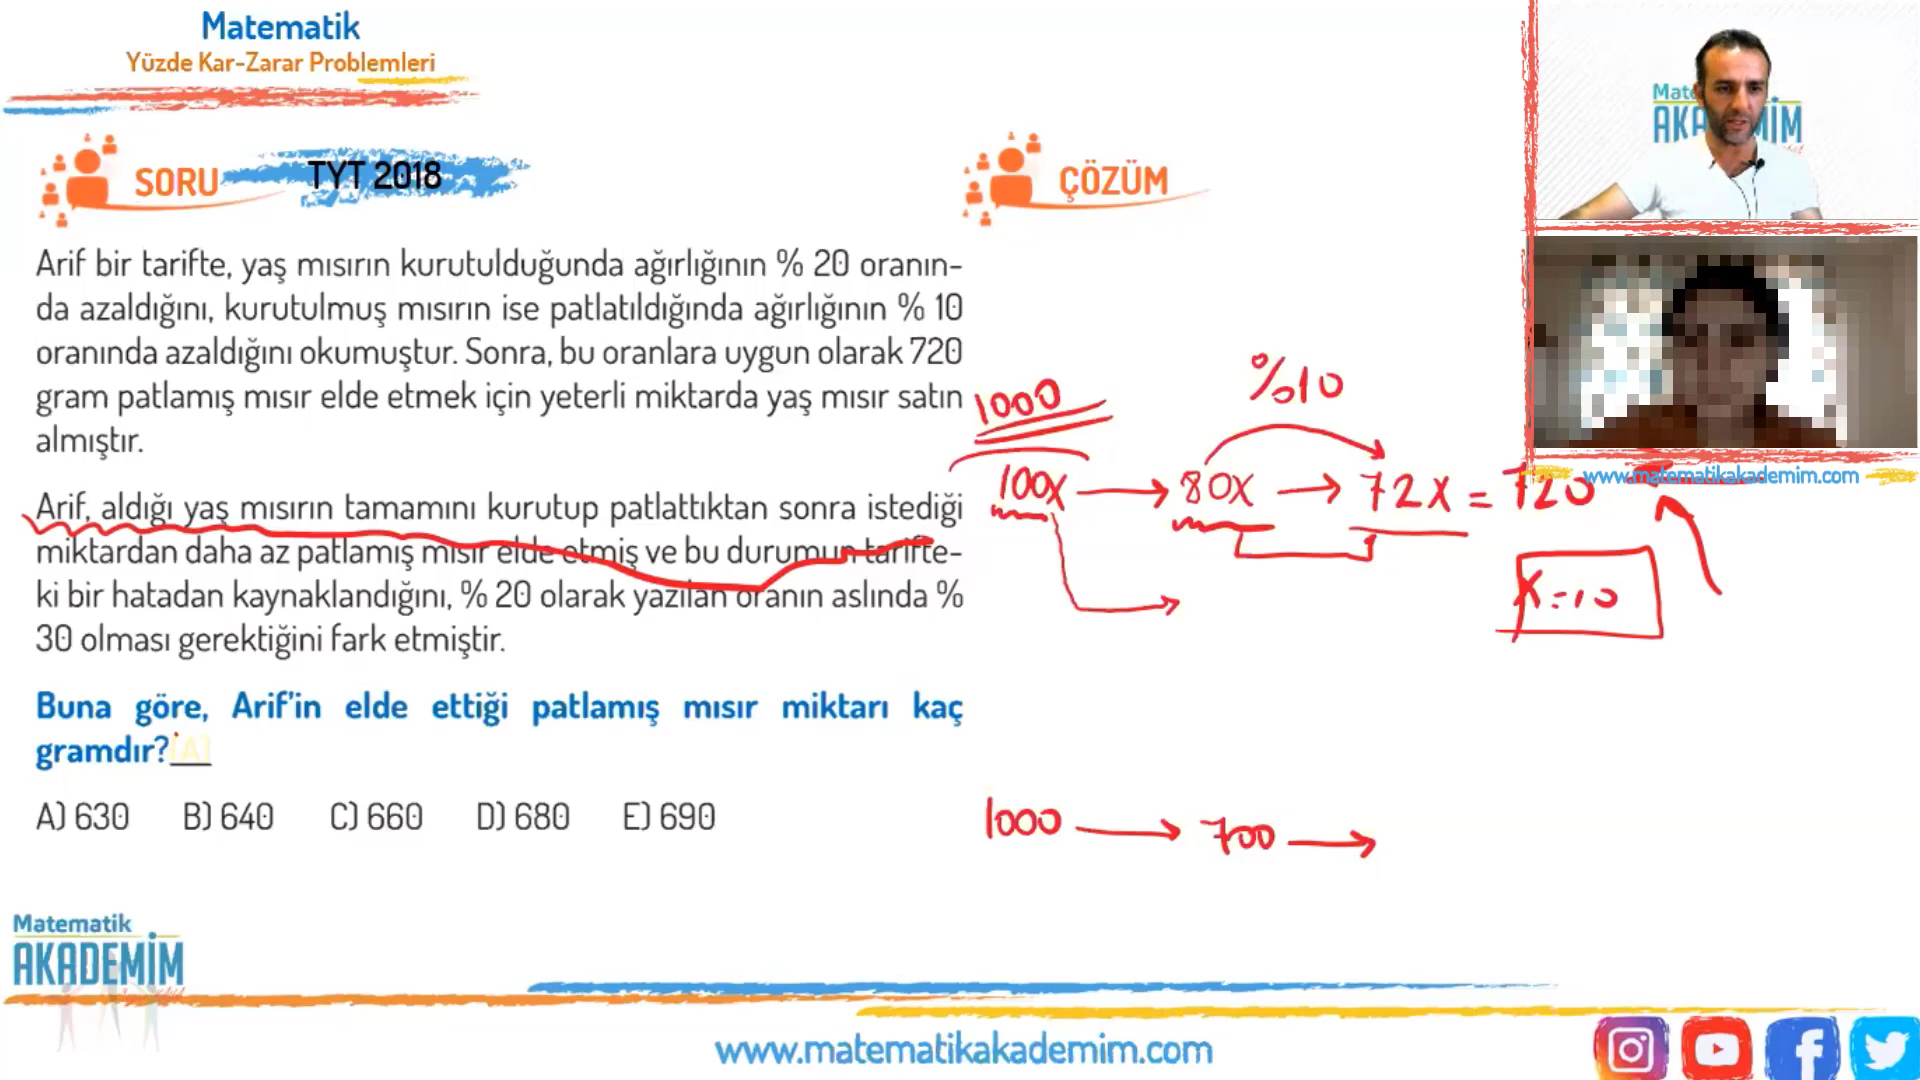 Matematik
Yüzde Kar-Zarar Problemleri
SORU
TYT 2018
ÇÖZÜM
Arif bir tarifte, yaş mısırın kurutulduğunda ağırlığının % 20 oranın-
da azaldığını, kurutulmuş mısırın ise patlatıldığında ağırlığının % 10
oranında azaldığını okumuştur. Sonra, bu oranlara uygun olarak 720
gram patlamış mısır elde etmek için yeterli miktarda yaş mısır satın
almıştır.
Arif, aldığı yaş mısırın tamamını kurutup patlattıktan sonra istediği
miktardan daha az patlamış mısır elde etmiş ve bu durumun tarifte-
ki bir hatadan kaynaklandığını, % 20 olarak yazılan oranın aslında %
30 olması gerektiğini fark etmiştir.
Buna göre, Arif'in elde ettiği patlamış mısır miktarı kaç
gramdır? [A]
A) 630 B) 640 C) 660 D) 680 E) 690
%10
1000
100x → 80x → 72x = 720
x=10
1000 → 700 →
AKADEMİM
www.matematikakademim.com
Matematik
AKADEMİM
www.matematikakademim.com